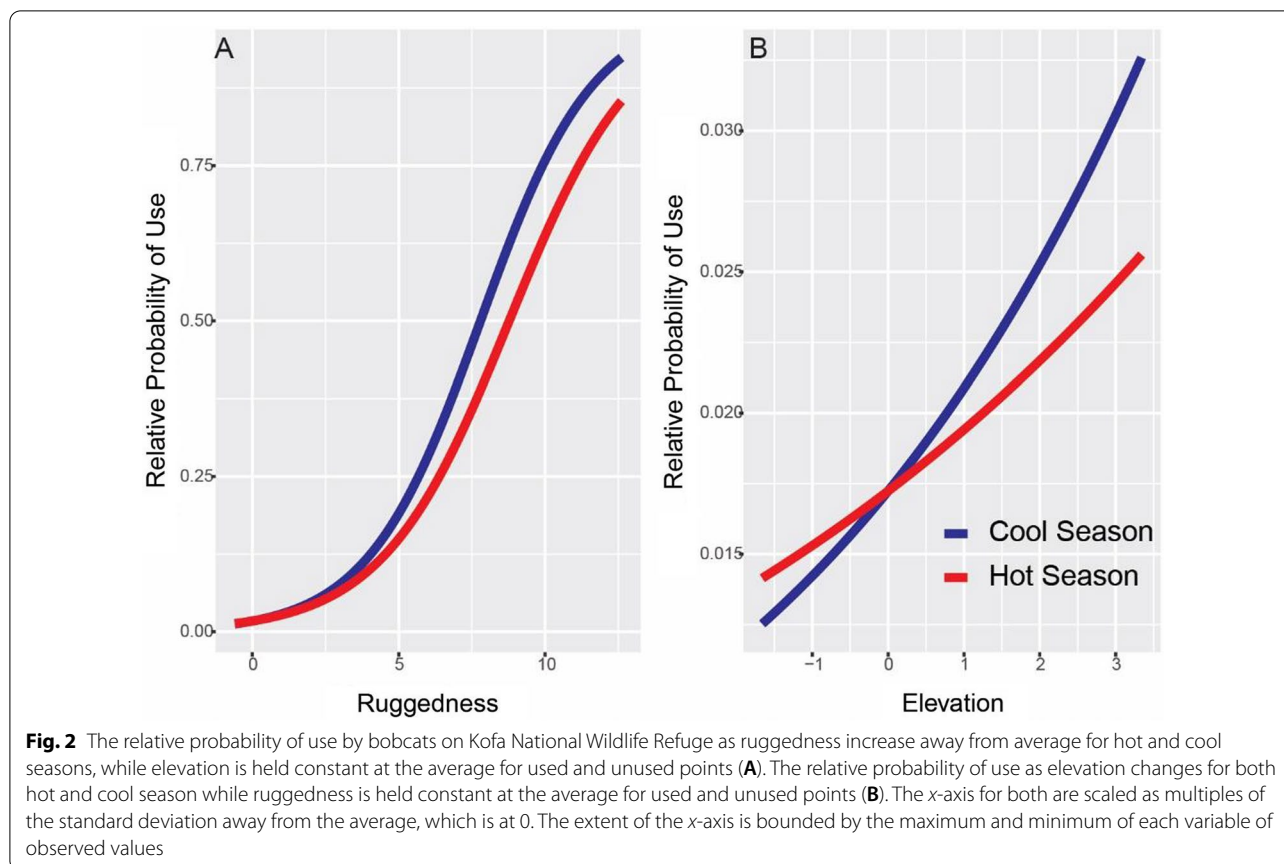 A
B
Relative Probability of Use
0.75
0.50
0.25
0.00
0
5
10
Ruggedness
Relative Probability of Use
0.030
0.025
0.020
0.015
Cool Season
Hot Season
−1
0
1
2
3
Elevation
Fig. 2 The relative probability of use by bobcats on Kofa National Wildlife Refuge as ruggedness increase away from average for hot and cool
seasons, while elevation is held constant at the average for used and unused points (A). The relative probability of use as elevation changes for both
hot and cool season while ruggedness is held constant at the average for used and unused points (B). The x-axis for both are scaled as multiples of
the standard deviation away from the average, which is at 0. The extent of the x-axis is bounded by the maximum and minimum of each variable of
observed values